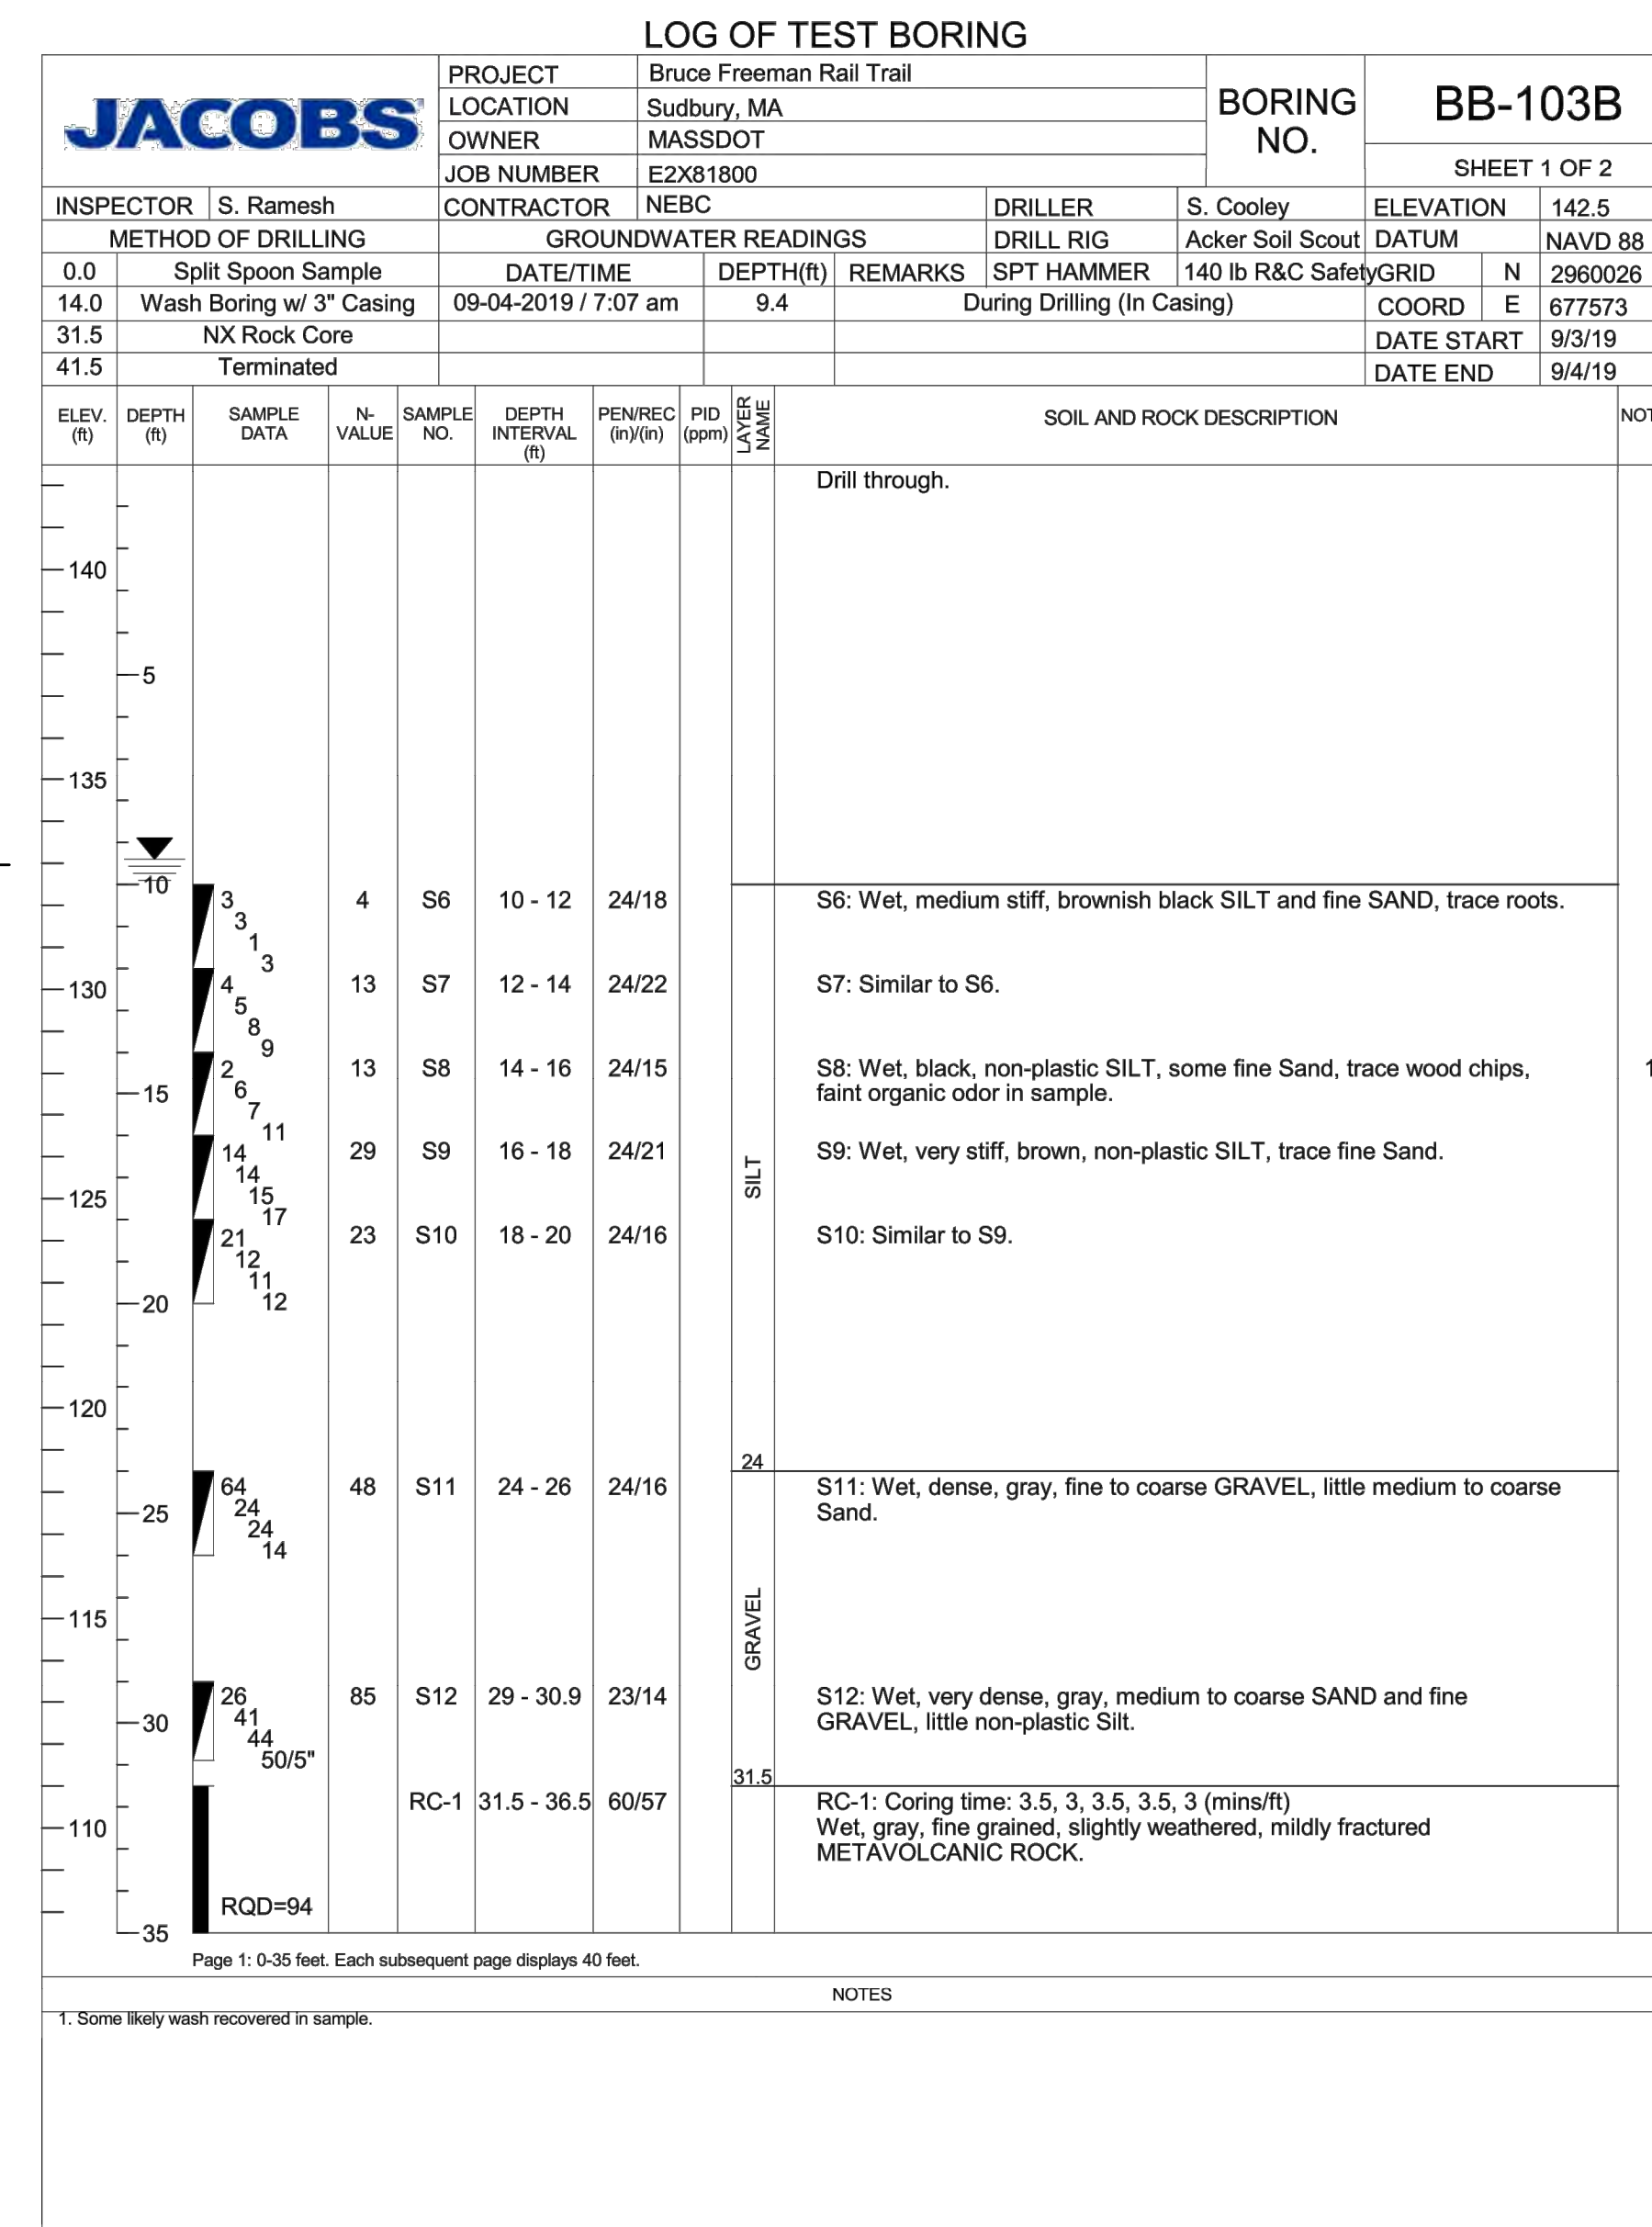 LOG OF TEST BORING
JACOBS
PROJECT Bruce Freeman Rail Trail
LOCATION Sudbury, MA
OWNER MASSDOT
JOB NUMBER E2X81800
BORING NO. BB-103B
SHEET 1 OF 2
INSPECTOR S. Ramesh CONTRACTOR NEBC DRILLER S. Cooley ELEVATION 142.5
METHOD OF DRILLING GROUNDWATER READINGS DRILL RIG Acker Soil Scout DATUM NAVD 88
0.0 Split Spoon Sample DATE/TIME DEPTH(ft) REMARKS SPT HAMMER 140 lb R&C Safety GRID N 2960026
14.0 Wash Boring w/ 3" Casing 09-04-2019 / 7:07 am 9.4 During Drilling (In Casing) COORD E 677573
31.5 NX Rock Core DATE START 9/3/19
41.5 Terminated DATE END 9/4/19
ELEV. (ft) DEPTH (ft) SAMPLE DATA N-VALUE SAMPLE NO. DEPTH INTERVAL (ft) PEN/REC (in)/(in) PID (ppm) LAYER NAME SOIL AND ROCK DESCRIPTION NOT
Drill through.
140
5
135
10
3 4 S6 10 - 12 24/18 S6: Wet, medium stiff, brownish black SILT and fine SAND, trace roots.
3
1
3
130 4 13 S7 12 - 14 24/22 S7: Similar to S6.
5
8
9
2 13 S8 14 - 16 24/15 S8: Wet, black, non-plastic SILT, some fine Sand, trace wood chips, 1
15 6 faint organic odor in sample.
7
11
14 29 S9 16 - 18 24/21 S9: Wet, very stiff, brown, non-plastic SILT, trace fine Sand.
14
SILT
125 15
17
21 23 S10 18 - 20 24/16 S10: Similar to S9.
12
11
20 12
120
24
64 48 S11 24 - 26 24/16 S11: Wet, dense, gray, fine to coarse GRAVEL, little medium to coarse
25 24 Sand.
24
14
115
GRAVEL
26 85 S12 29 - 30.9 23/14 S12: Wet, very dense, gray, medium to coarse SAND and fine
30 41 GRAVEL, little non-plastic Silt.
44
50/5"
31.5
RC-1 31.5 - 36.5 60/57 RC-1: Coring time: 3.5, 3, 3.5, 3.5, 3 (mins/ft)
110 Wet, gray, fine grained, slightly weathered, mildly fractured
METAVOLCANIC ROCK.
RQD=94
35
Page 1: 0-35 feet. Each subsequent page displays 40 feet.
NOTES
1. Some likely wash recovered in sample.